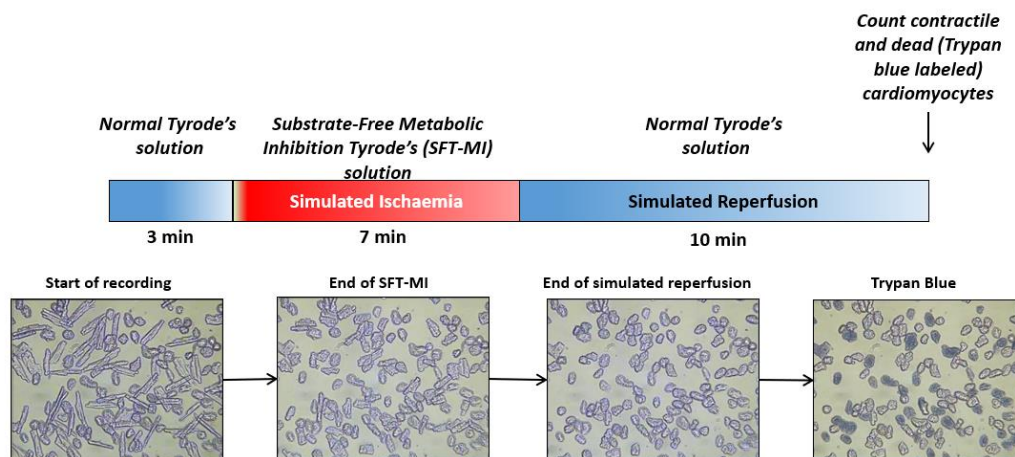 Count contractile
and dead (Trypan
blue labeled)
cardiomyocytes
Normal Tyrode's
solution
Substrate-Free Metabolic
Inhibition Tyrode's (SFT-MI)
solution
Normal Tyrode's
solution
Simulated Ischaemia
Simulated Reperfusion
3 min
7 min
10 min
Start of recording
End of SFT-MI
End of simulated reperfusion
Trypan Blue